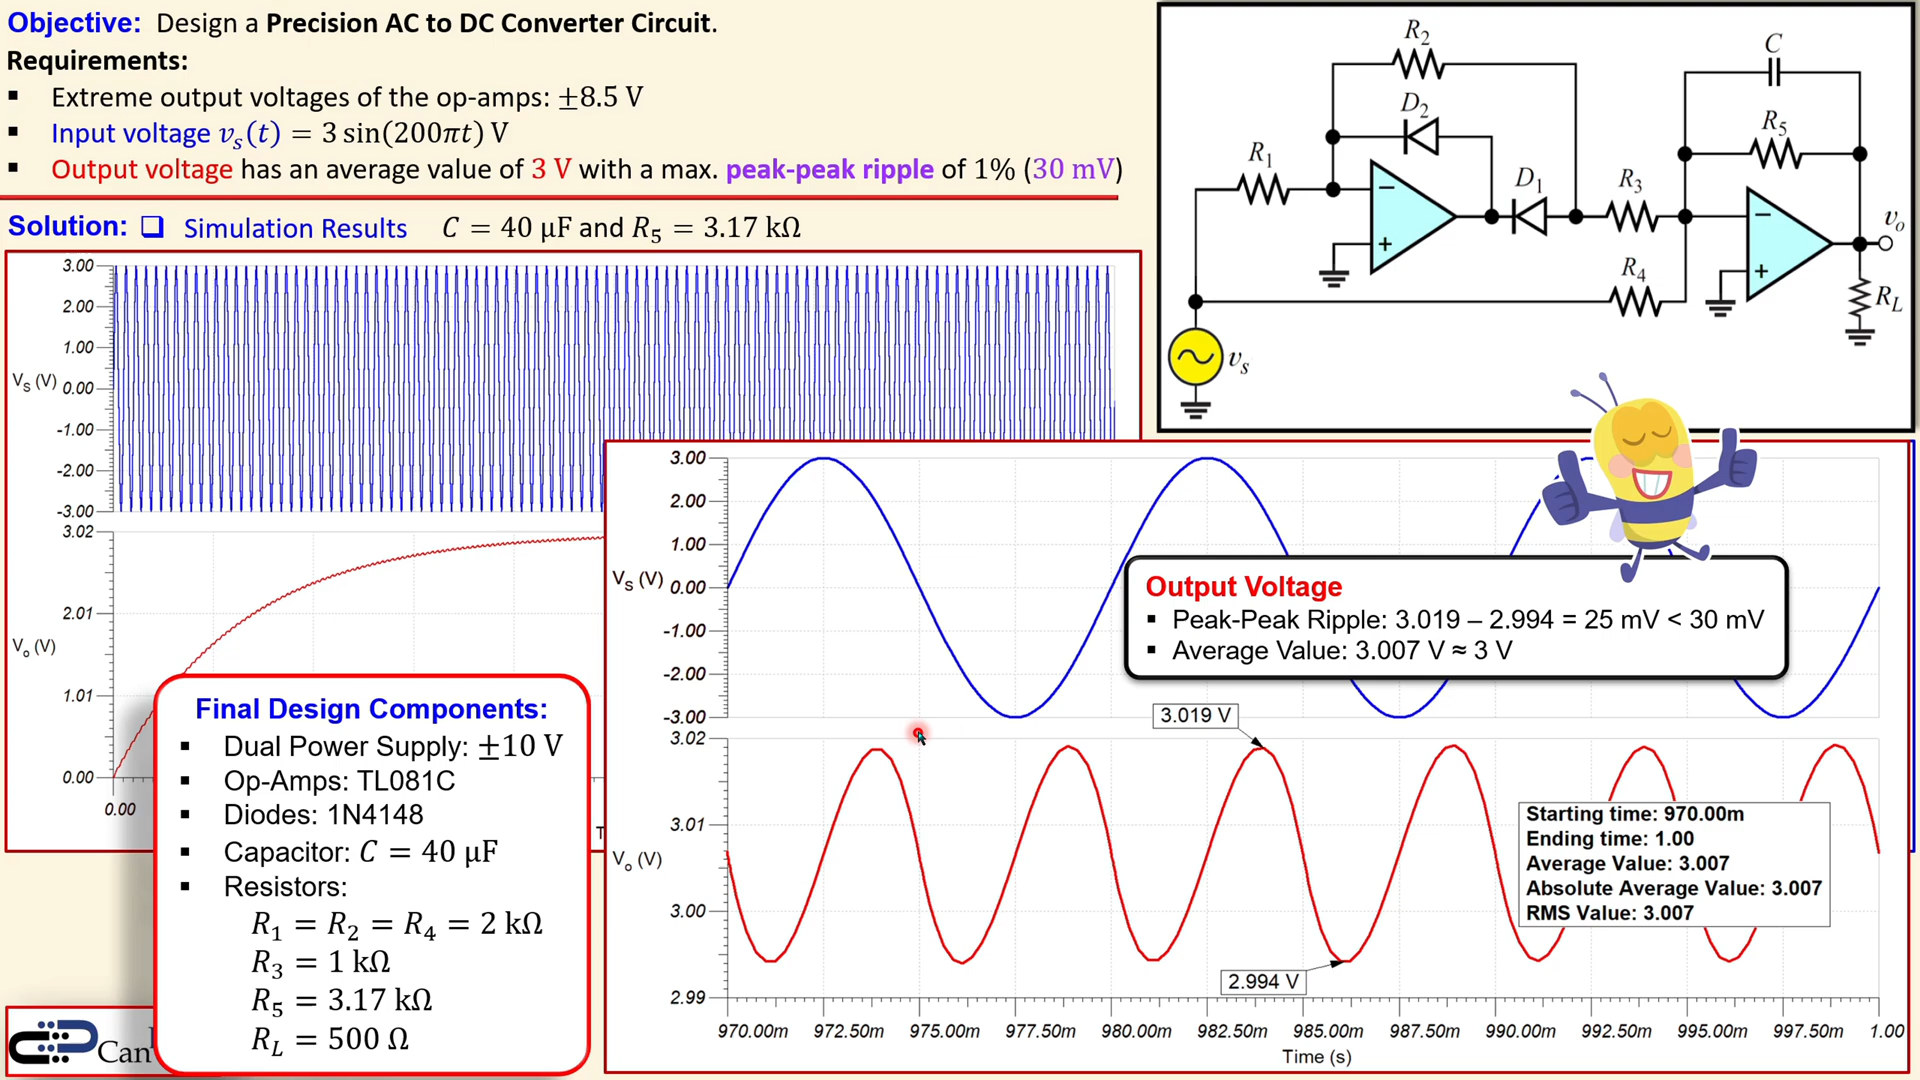 Objective: Design a Precision AC to DC Converter Circuit.
Requirements:
▪ Extreme output voltages of the op-amps: ±8.5 V
▪ Input voltage vₛ(t) = 3 sin(200πt) V
▪ Output voltage has an average value of 3 V with a max. peak-peak ripple of 1% (30 mV)
Solution: ❑ Simulation Results C = 40 μF and R₅ = 3.17 kΩ
R₂
D₂
R₁
D₁
R₃
R₄
C
R₅
vₒ
R_L
vₛ
−
+
−
+
3.00
2.00
1.00
Vₛ (V) 0.00
-1.00
-2.00
-3.00
3.02
2.01
Vₒ (V)
1.01
0.00
0.00
T
Final Design Components:
▪ Dual Power Supply: ±10 V
▪ Op-Amps: TL081C
▪ Diodes: 1N4148
▪ Capacitor: C = 40 μF
▪ Resistors:
R₁ = R₂ = R₄ = 2 kΩ
R₃ = 1 kΩ
R₅ = 3.17 kΩ
R_L = 500 Ω
Can
3.00
2.00
1.00
Vₛ (V) 0.00
-1.00
-2.00
-3.00
Output Voltage
▪ Peak-Peak Ripple: 3.019 – 2.994 = 25 mV < 30 mV
▪ Average Value: 3.007 V ≈ 3 V
3.019 V
3.02
3.01
Vₒ (V)
3.00
2.99
2.994 V
Starting time: 970.00m
Ending time: 1.00
Average Value: 3.007
Absolute Average Value: 3.007
RMS Value: 3.007
970.00m 972.50m 975.00m 977.50m 980.00m 982.50m 985.00m 987.50m 990.00m 992.50m 995.00m 997.50m 1.00
Time (s)